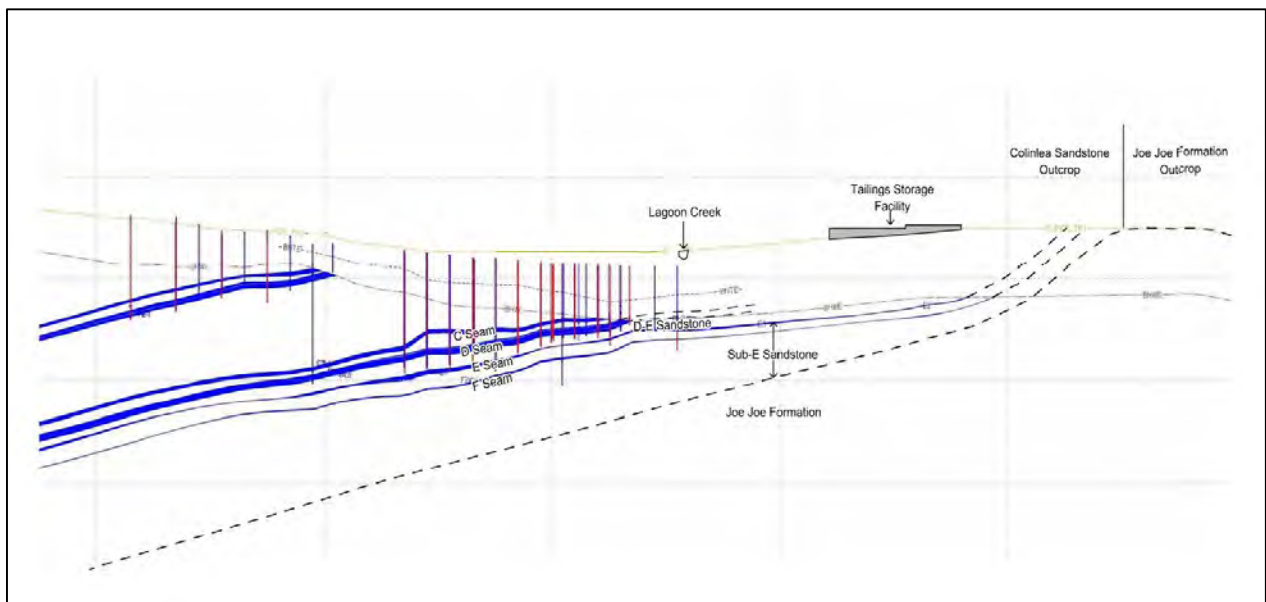 Colinlea Sandstone
Outcrop
Joe Joe Formation
Outcrop
Tailings Storage
Facility
Lagoon Creek
C Seam
D-E Sandstone
D Seam
E Seam
Sub-E Sandstone
F Seam
Joe Joe Formation